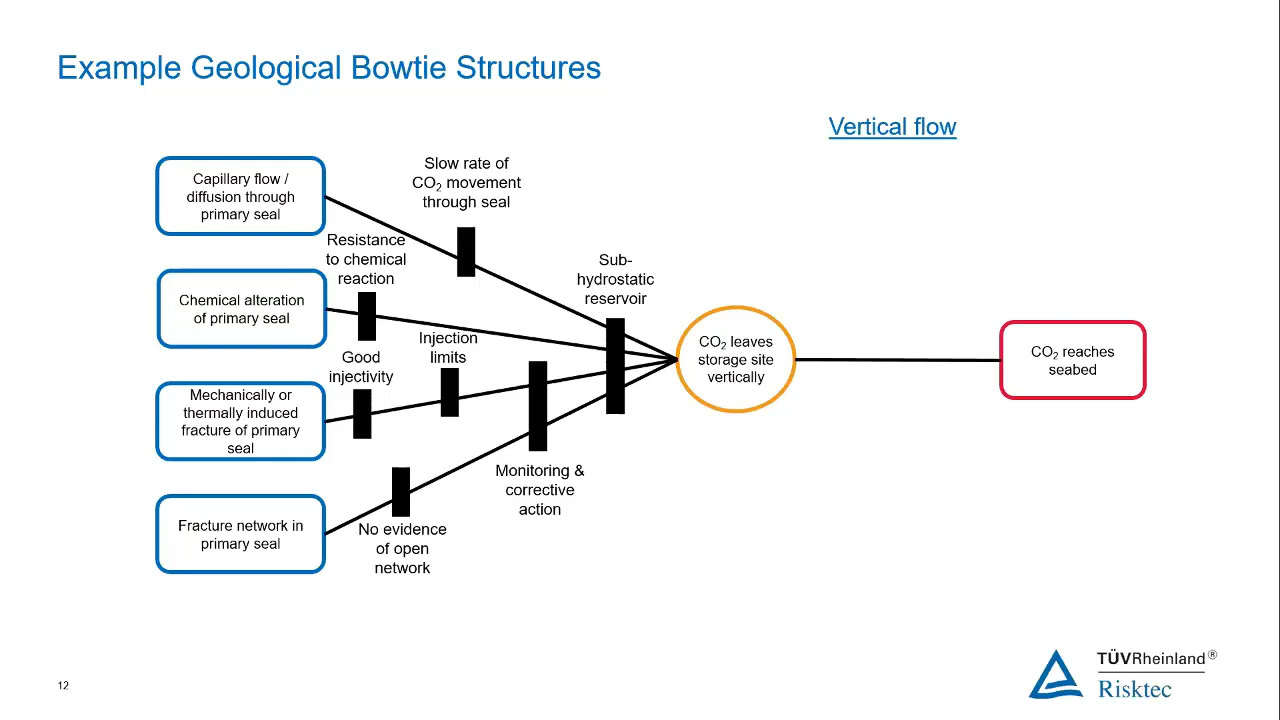 Example Geological Bowtie Structures
Vertical flow
Capillary flow /
diffusion through
primary seal
Slow rate of
CO₂ movement
through seal
Resistance
to chemical
reaction
Sub-
hydrostatic
reservoir
Chemical alteration
of primary seal
Injection
limits
Good
injectivity
CO₂ leaves
storage site
vertically
CO₂ reaches
seabed
Mechanically or
thermally induced
fracture of primary
seal
Monitoring &
corrective
action
Fracture network in
primary seal
No evidence
of open
network
12
TÜVRheinland®
Risktec